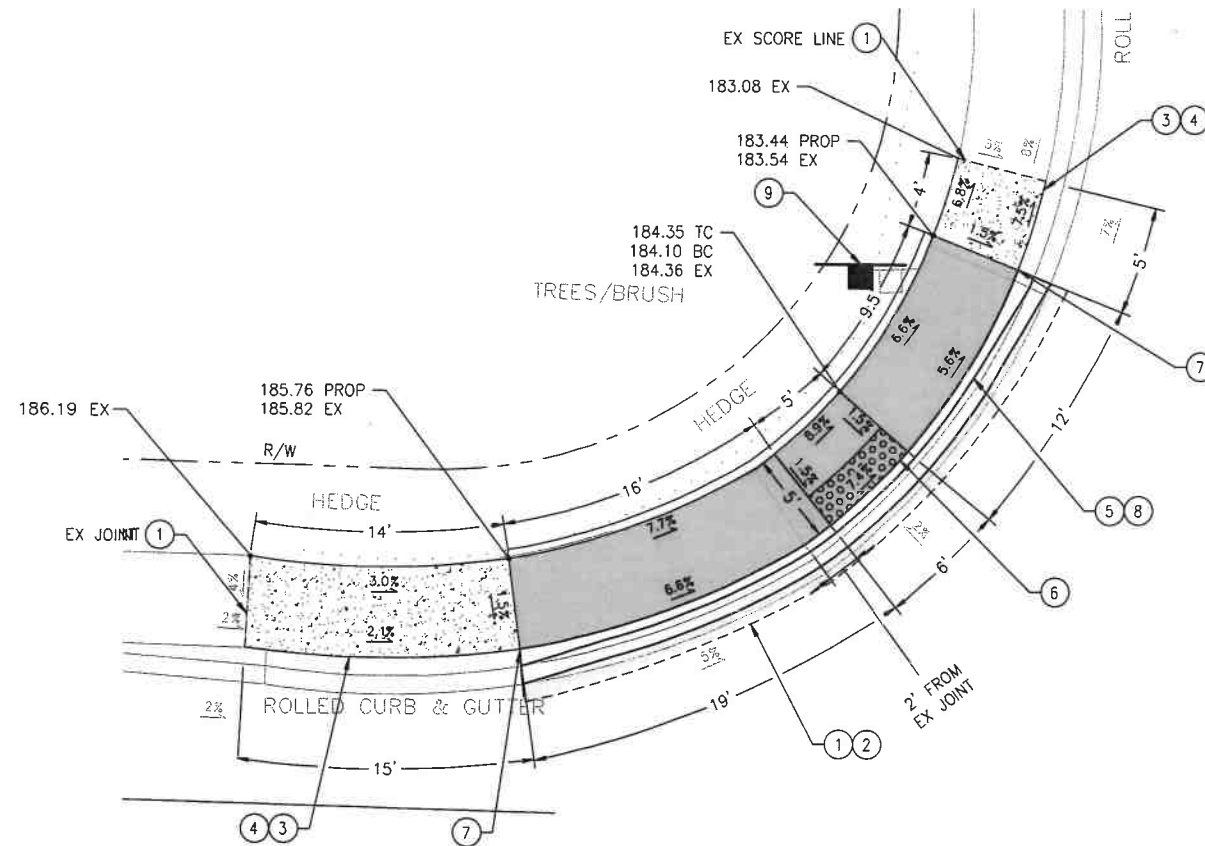 EX SCORE LINE 1
ROLL
183.08 EX
3 4
183.44 PROP
183.54 EX
8%
4'
9
6.8%
7.5%
7%
1.5%
5'
184.35 TC
184.10 BC
184.36 EX
TREES/BRUSH
9.5
6.6%
5.6%
7
186.19 EX
185.76 PROP
185.82 EX
HEDGE
5'
12'
R/W
8.9%
1.5%
1.5%
7.4%
16'
5'
5 8
HEDGE
2%
14'
7.7%
6'
6
EX JOINT 1
4%
3.0%
1.5%
2%
2.1%
6.6%
5%
2' FROM
EX JOINT
2%
ROLLED CURB & GUTTER
19'
1 2
15'
4 3
7